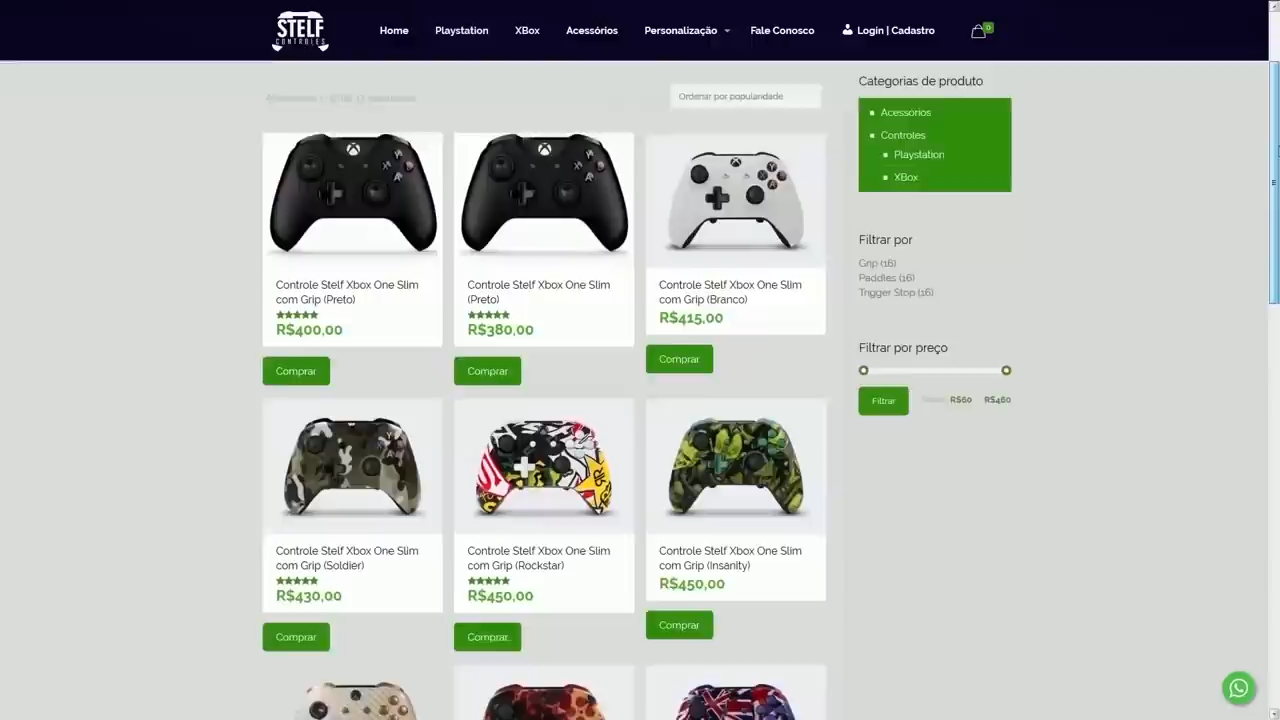 STELF
CONTROLES
Home
Playstation
XBox
Acessórios
Personalização
Fale Conosco
Login | Cadastro
0
Ordenar por popularidade
Controle Stelf Xbox One Slim
com Grip (Preto)
R$400,00
Comprar
Controle Stelf Xbox One Slim
(Preto)
R$380,00
Comprar
Controle Stelf Xbox One Slim
com Grip (Branco)
R$415,00
Comprar
Controle Stelf Xbox One Slim
com Grip (Soldier)
R$430,00
Comprar
Controle Stelf Xbox One Slim
com Grip (Rockstar)
R$450,00
Comprar
Controle Stelf Xbox One Slim
com Grip (Insanity)
R$450,00
Comprar
Categorias de produto
Acessórios
Controles
Playstation
XBox
Filtrar por
Grip (16)
Paddles (16)
Trigger Stop (16)
Filtrar por preço
Filtrar
R$60
R$460